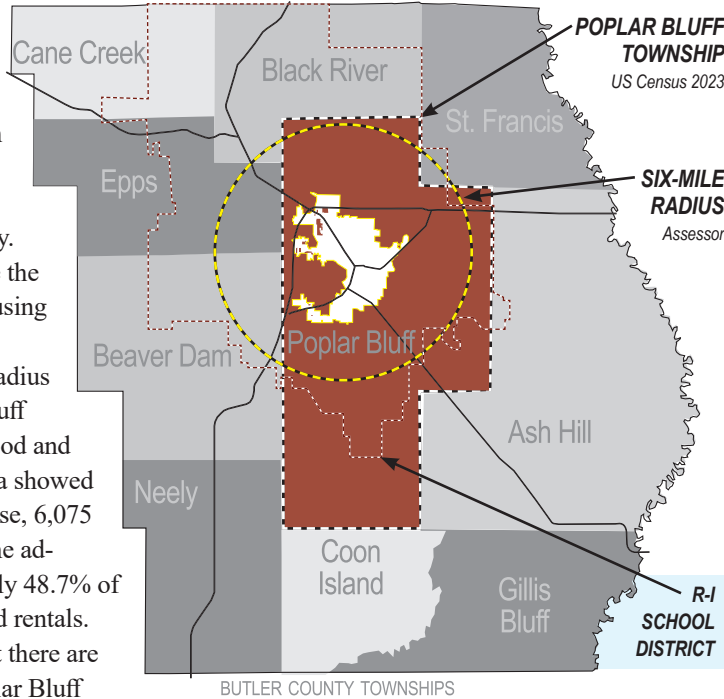 POPLAR BLUFF
TOWNSHIP
US Census 2023
Cane Creek
Black River
St. Francis
Epps
SIX-MILE
RADIUS
Assessor
y.
the
using
Beaver Dam
Poplar Bluff
adius
uff
Ash Hill
od and
a showed
Neely
se, 6,075
ne ad-
ly 48.7% of
d rentals.
t there are
ar Bluff
Coon
Island
Gillis
Bluff
R-I
SCHOOL
DISTRICT
BUTLER COUNTY TOWNSHIPS